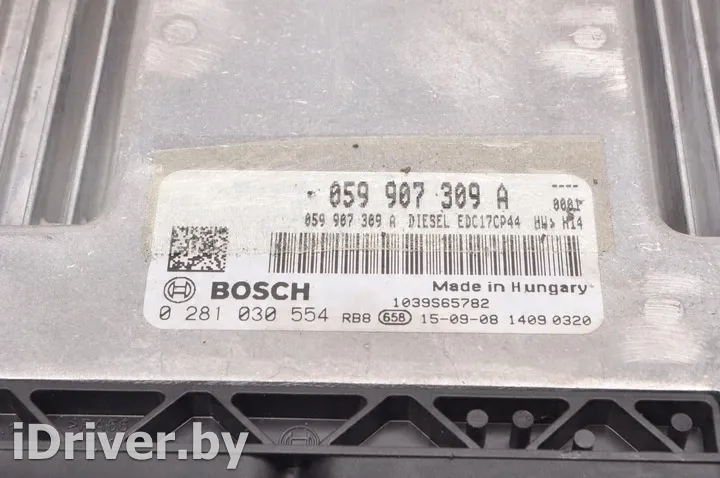 059 907 309 A ----
0001
059 907 309 A DIESEL EDC17CP44 HW> H14
Made in Hungary
BOSCH
1039S65782
0 281 030 554 RB8 658 15-09-08 1409 0320
iDriver.by